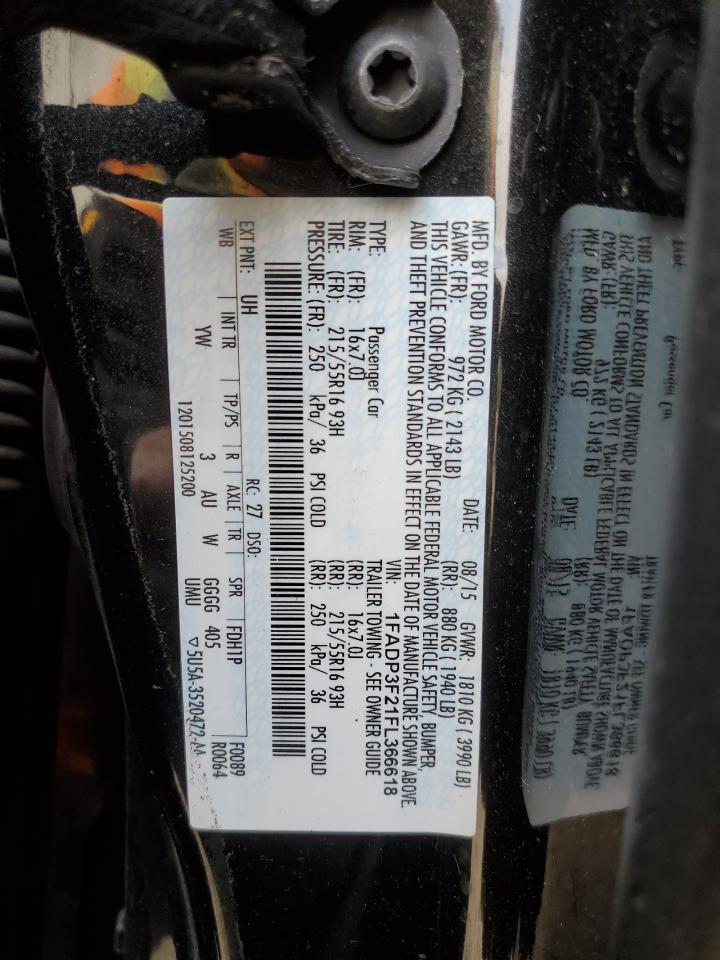 MFD. BY FORD MOTOR CO. DATE: 08/15 GVWR: 1810 KG ( 3990 LB)
GAWR: (FR): 972 KG ( 2143 LB) (RR): 880 KG ( 1940 LB)
THIS VEHICLE CONFORMS TO ALL APPLICABLE FEDERAL MOTOR VEHICLE SAFETY, BUMPER,
AND THEFT PREVENTION STANDARDS IN EFFECT ON THE DATE OF MANUFACTURE SHOWN ABOVE.
VIN: 1FADP3F21FL366618
TYPE: Passenger Car TRAILER TOWING - SEE OWNER GUIDE
RIM: (FR): 16x7.0J (RR): 16x7.0J
TIRE: (FR): 215/55R16 93H (RR): 215/55R16 93H
PRESSURE: (FR): 250 kPa/ 36 PSI COLD (RR): 250 kPa/ 36 PSI COLD
EXT PNT: UH RC: 27 DSO: FDH1P F0089
WB INT TR TP/PS R AXLE TR SPR R0064
YW 3 AU W GGGG 405
1201508125200 UMU ▽5U5A-3520472-AA